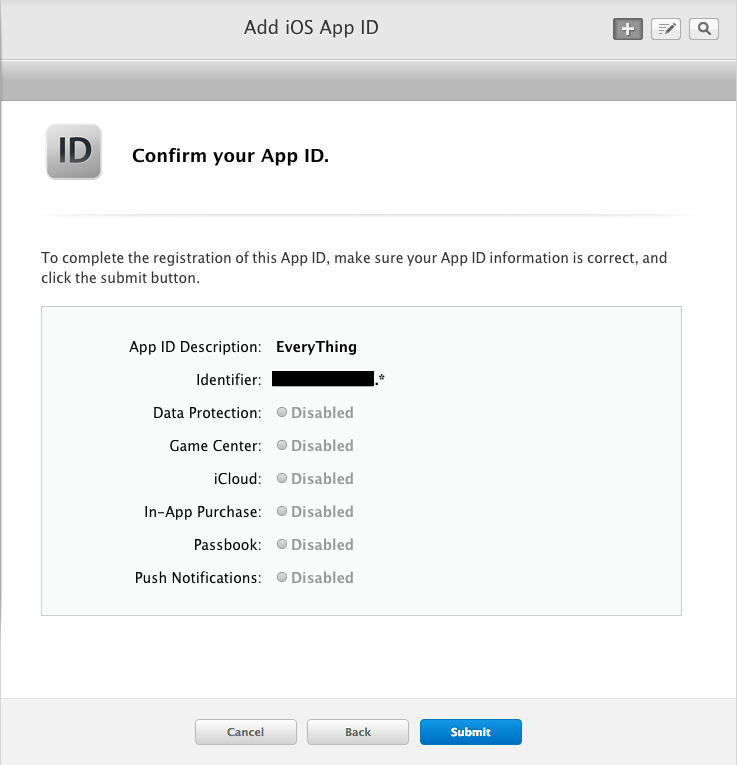 Add iOS App ID
ID
Confirm your App ID.
To complete the registration of this App ID, make sure your App ID information is correct, and
click the submit button.
App ID Description: EveryThing
Identifier: .*
Data Protection: Disabled
Game Center: Disabled
iCloud: Disabled
In-App Purchase: Disabled
Passbook: Disabled
Push Notifications: Disabled
Cancel Back Submit